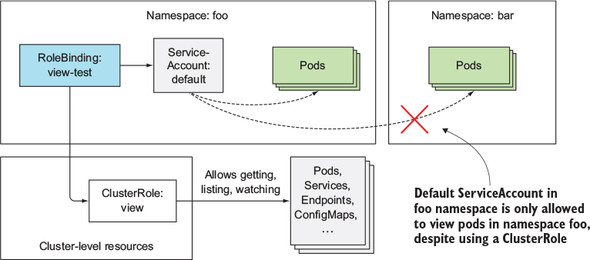 Namespace: foo
Namespace: bar
RoleBinding:
view-test
Service-
Account:
default
Pods
Pods
ClusterRole:
view
Allows getting,
listing, watching
Pods,
Services,
Endpoints,
ConfigMaps,
...
Cluster-level resources
Default ServiceAccount in
foo namespace is only allowed
to view pods in namespace foo,
despite using a ClusterRole